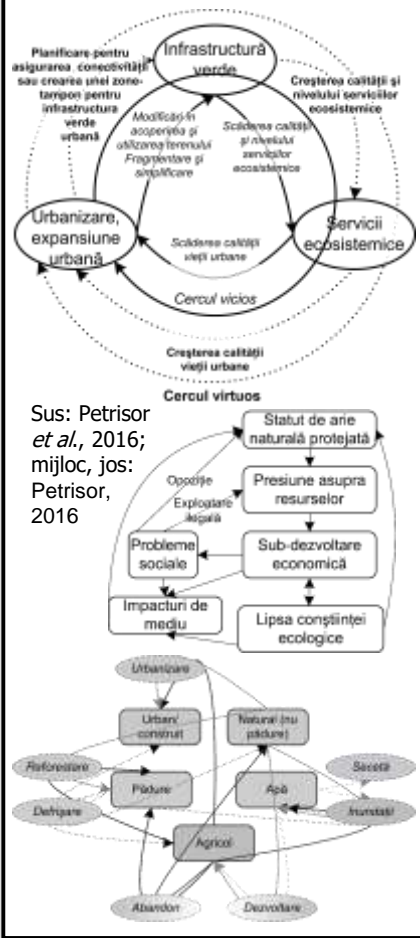 Infrastructură
verde
Planificare pentru
asigurarea conectivității
sau crearea unei zone-
tampon pentru
infrastructura
verde
urbană
Creșterea calității și
nivelului serviciilor
ecosistemice
Modificări în
acoperirea și
utilizarea terenului
Fragmentare și
simplificare
Scăderea calității
și nivelului
serviciilor
ecosistemice
Urbanizare,
expansiune
urbană
Servicii
ecosistemice
Scăderea calității
vieții urbane
Cercul vicios
Creșterea calității
vieții urbane
Cercul virtuos
Sus: Petrisor
et al., 2016;
mijloc, jos:
Petrisor,
2016
Statut de arie
naturală protejată
Opoziție
Presiune asupra
resurselor
Exploatare
ilegală
Probleme
sociale
Sub-dezvoltare
economică
Impacturi de
mediu
Lipsa conștiinței
ecologice
Urbanizare
Urban/
construit
Natural (nu
pădure)
Reforestare
Secetă
Pădure
Apă
Defrișare
Inundații
Agricol
Abandon
Dezvoltare